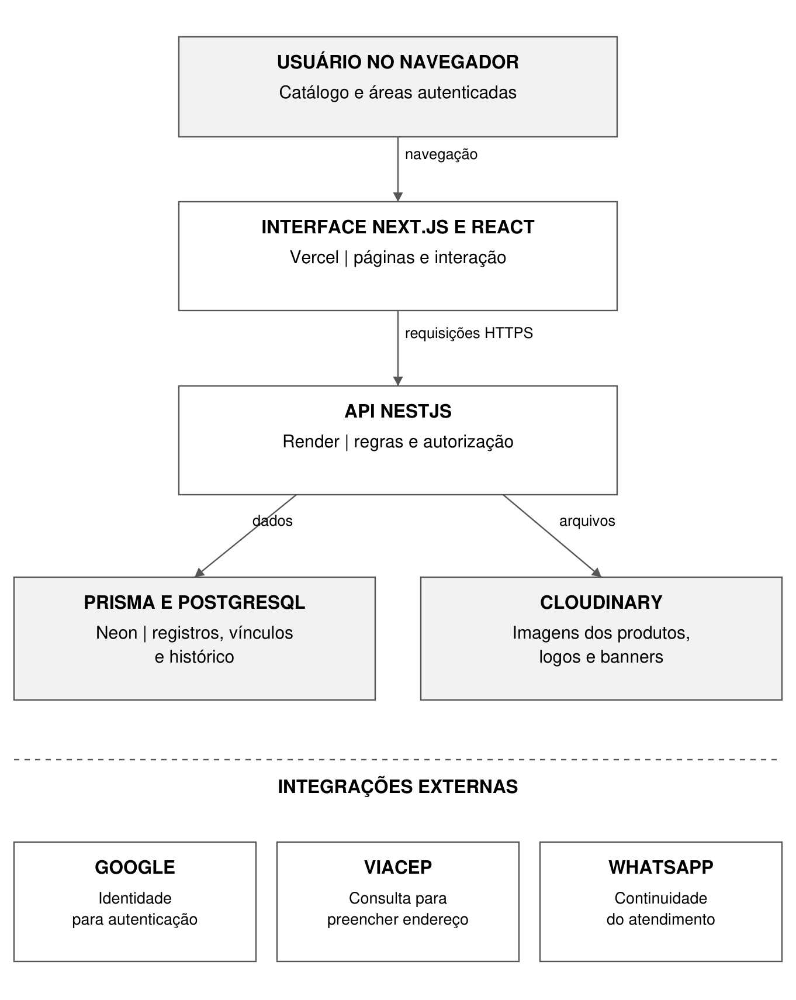 USUÁRIO NO NAVEGADOR
Catálogo e áreas autenticadas
navegação
INTERFACE NEXT.JS E REACT
Vercel | páginas e interação
requisições HTTPS
API NESTJS
Render | regras e autorização
dados
arquivos
PRISMA E POSTGRESQL
Neon | registros, vínculos
e histórico
CLOUDINARY
Imagens dos produtos,
logos e banners
INTEGRAÇÕES EXTERNAS
GOOGLE
Identidade
para autenticação
VIACEP
Consulta para
preencher endereço
WHATSAPP
Continuidade
do atendimento